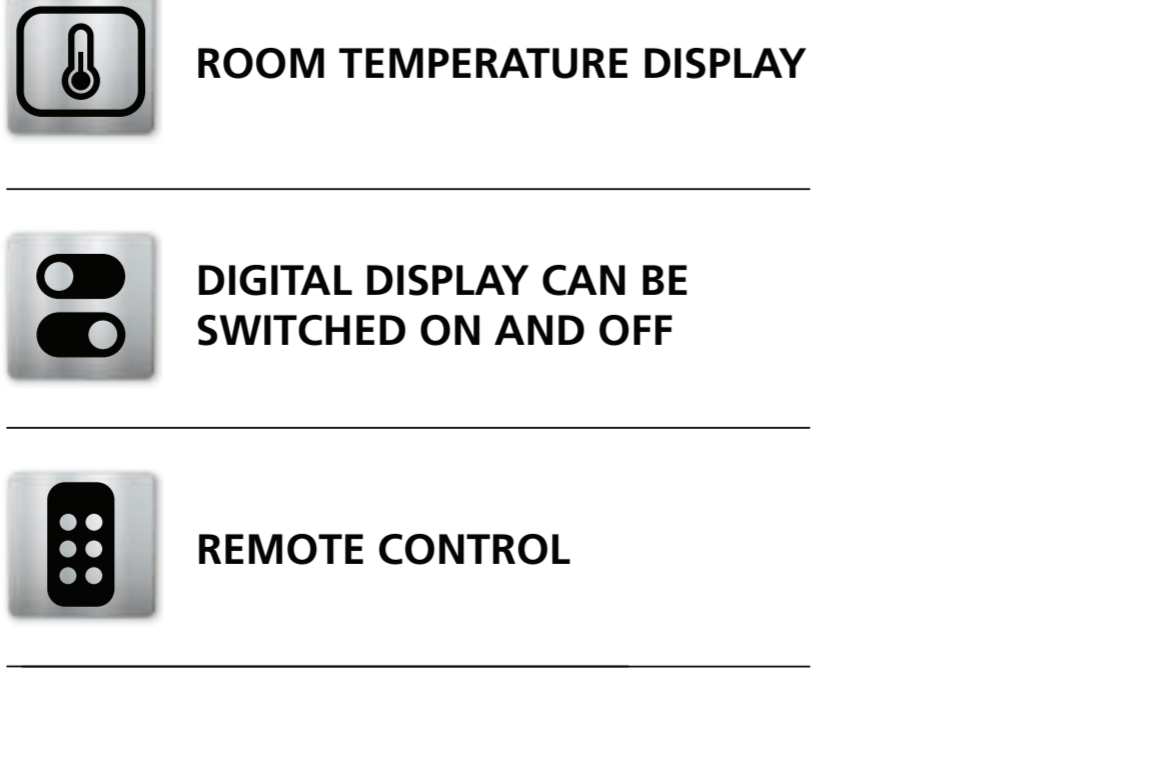 ROOM TEMPERATURE DISPLAY
DIGITAL DISPLAY CAN BE
SWITCHED ON AND OFF
REMOTE CONTROL